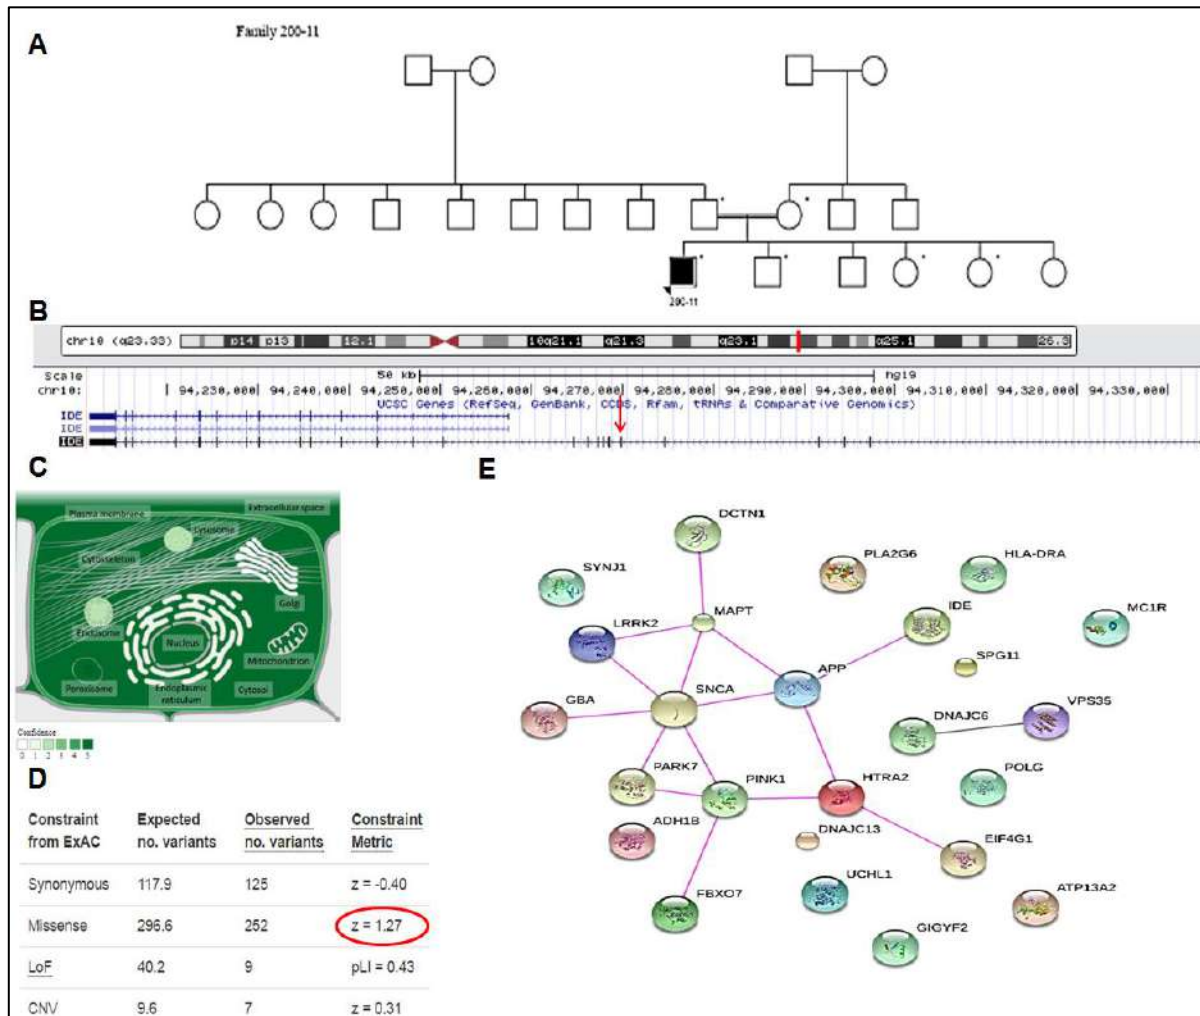 Family 200-11
A
200-11
B
chr10 (q23.33) p14 p13 12.1 10q21.1 q21.3 q23.1 q25.1 26.3
Scale 50 kb hg19
chr10: 94,230,000 94,240,000 94,250,000 94,260,000 94,270,000 94,280,000 94,290,000 94,300,000 94,310,000 94,320,000 94,330,000
UCSC Genes (RefSeq, GenBank, CCDS, Rfam, tRNAs & Comparative Genomics)
IDE
IDE
IDE
C
Plasma membrane
Extracellular space
Lysosome
Cytoskeleton
Golgi
Endosome
Nucleus
Mitochondrion
Peroxisome
Endoplasmic reticulum
Cytosol
Confidence:
0 1 2 3 4 5
D
Constraint from ExAC Expected no. variants Observed no. variants Constraint Metric
Synonymous 117.9 125 z = -0.40
Missense 296.6 252 z = 1.27
LoF 40.2 9 pLI = 0.43
CNV 9.6 7 z = 0.31
E
DCTN1
SYNJ1
PLA2G6
HLA-DRA
MAPT
IDE
MC1R
LRRK2
SPG11
APP
SNCA
GBA
DNAJC6
VPS35
PARK7
PINK1
HTRA2
POLG
ADH1B
DNAJC13
EIF4G1
UCHL1
FBXO7
ATP13A2
GIGYF2